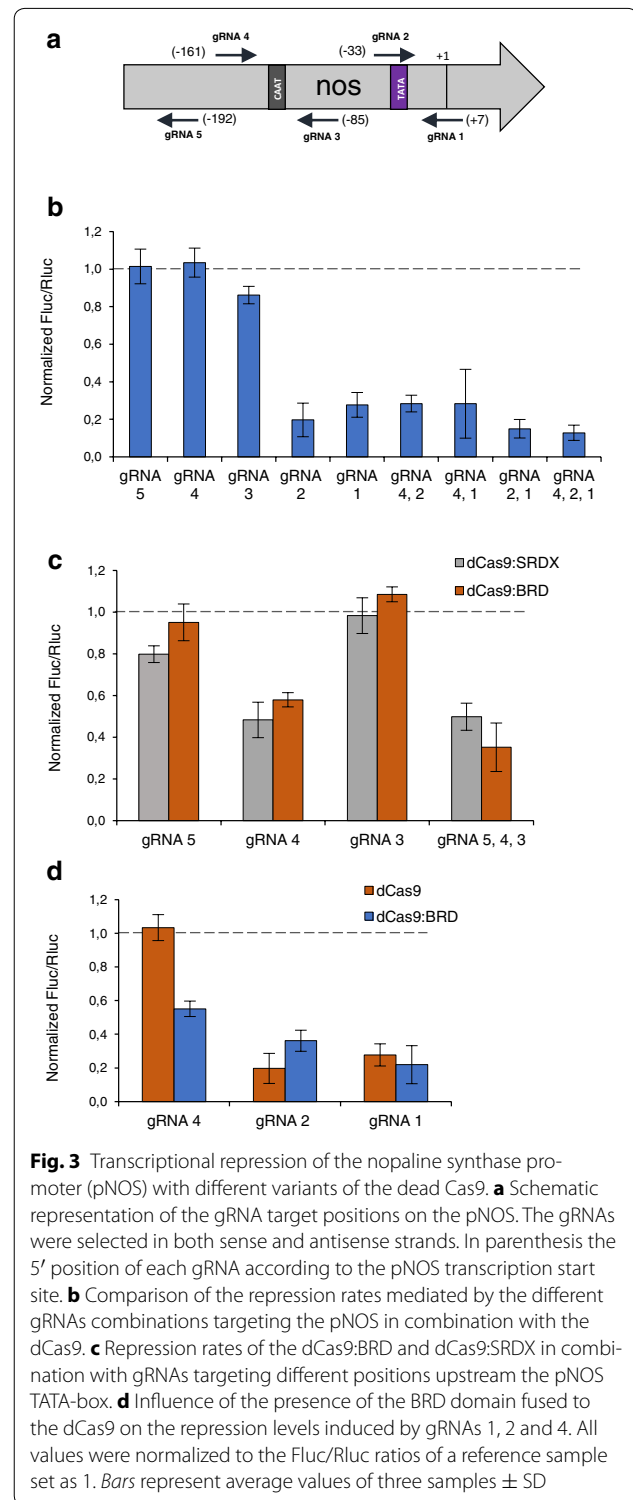 a
gRNA 4
gRNA 2
(-161)
(-33)
+1
CAAT
nos
TATA
(-192)
(-85)
(+7)
gRNA 5
gRNA 3
gRNA 1
b
Normalized Fluc/Rluc
1,2
1,0
0,8
0,6
0,4
0,2
0,0
gRNA 5
gRNA 4
gRNA 3
gRNA 2
gRNA 1
gRNA 4, 2
gRNA 4, 1
gRNA 2, 1
gRNA 4, 2, 1
c
dCas9:SRDX
dCas9:BRD
Normalized Fluc/Rluc
1,2
1,0
0,8
0,6
0,4
0,2
0,0
gRNA 5
gRNA 4
gRNA 3
gRNA 5, 4, 3
d
dCas9
dCas9:BRD
Normalized Fluc/Rluc
1,2
1,0
0,8
0,6
0,4
0,2
0,0
gRNA 4
gRNA 2
gRNA 1
Fig. 3 Transcriptional repression of the nopaline synthase pro-
moter (pNOS) with different variants of the dead Cas9. a Schematic
representation of the gRNA target positions on the pNOS. The gRNAs
were selected in both sense and antisense strands. In parenthesis the
5′ position of each gRNA according to the pNOS transcription start
site. b Comparison of the repression rates mediated by the different
gRNAs combinations targeting the pNOS in combination with the
dCas9. c Repression rates of the dCas9:BRD and dCas9:SRDX in combi-
nation with gRNAs targeting different positions upstream the pNOS
TATA-box. d Influence of the presence of the BRD domain fused to
the dCas9 on the repression levels induced by gRNAs 1, 2 and 4. All
values were normalized to the Fluc/Rluc ratios of a reference sample
set as 1. Bars represent average values of three samples ± SD